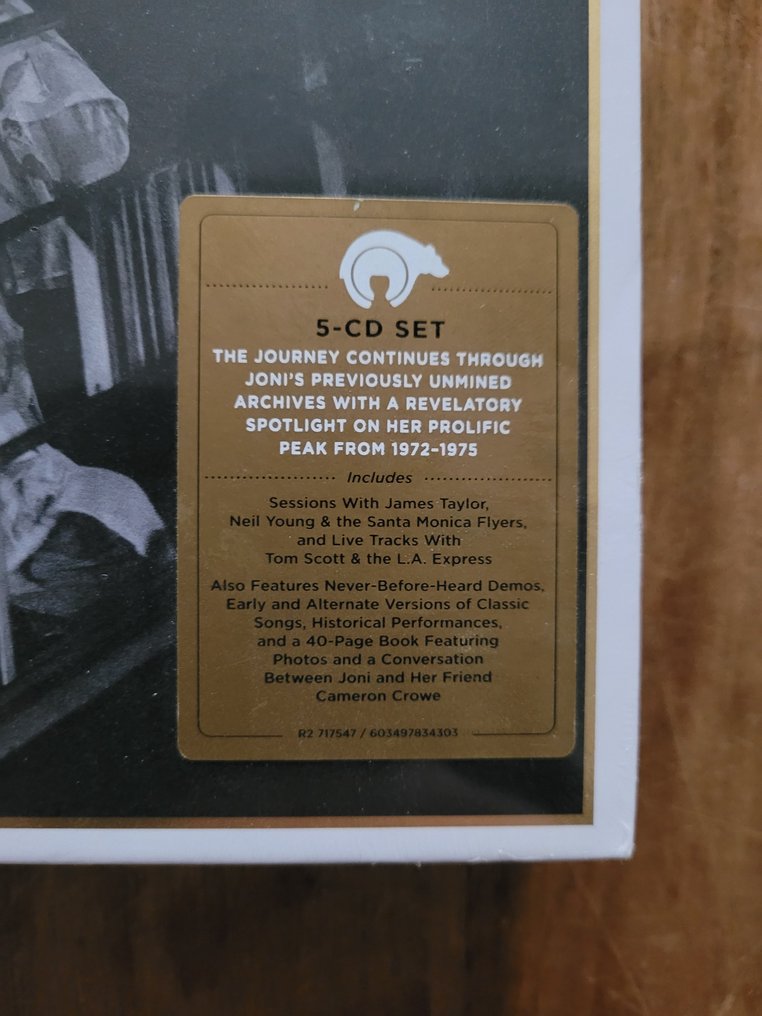 5-CD SET
THE JOURNEY CONTINUES THROUGH
JONI'S PREVIOUSLY UNMINED
ARCHIVES WITH A REVELATORY
SPOTLIGHT ON HER PROLIFIC
PEAK FROM 1972-1975
Includes
Sessions With James Taylor,
Neil Young & the Santa Monica Flyers,
and Live Tracks With
Tom Scott & the L.A. Express
Also Features Never-Before-Heard Demos,
Early and Alternate Versions of Classic
Songs, Historical Performances,
and a 40-Page Book Featuring
Photos and a Conversation
Between Joni and Her Friend
Cameron Crowe
R2 717547 / 603497834303